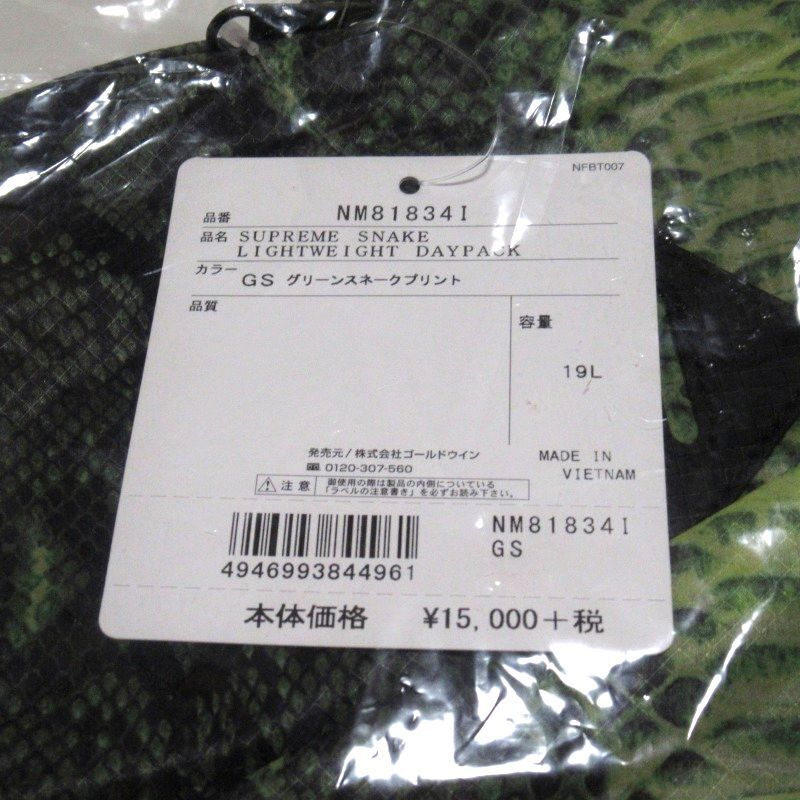 NFBT007
品番 NM81834I
品名 SUPREME SNAKE
LIGHTWEIGHT DAYPACK
カラー GS グリーンスネークプリント
品質
容量
19L
発売元/株式会社ゴールドウイン
0120-307-560
MADE IN
VIETNAM
注意
御使用の際は製品の内側についている
「ラベルの注意書き」を必ずお読み下さい。
4946993844961
NM81834I
GS
本体価格 ¥15,000+税